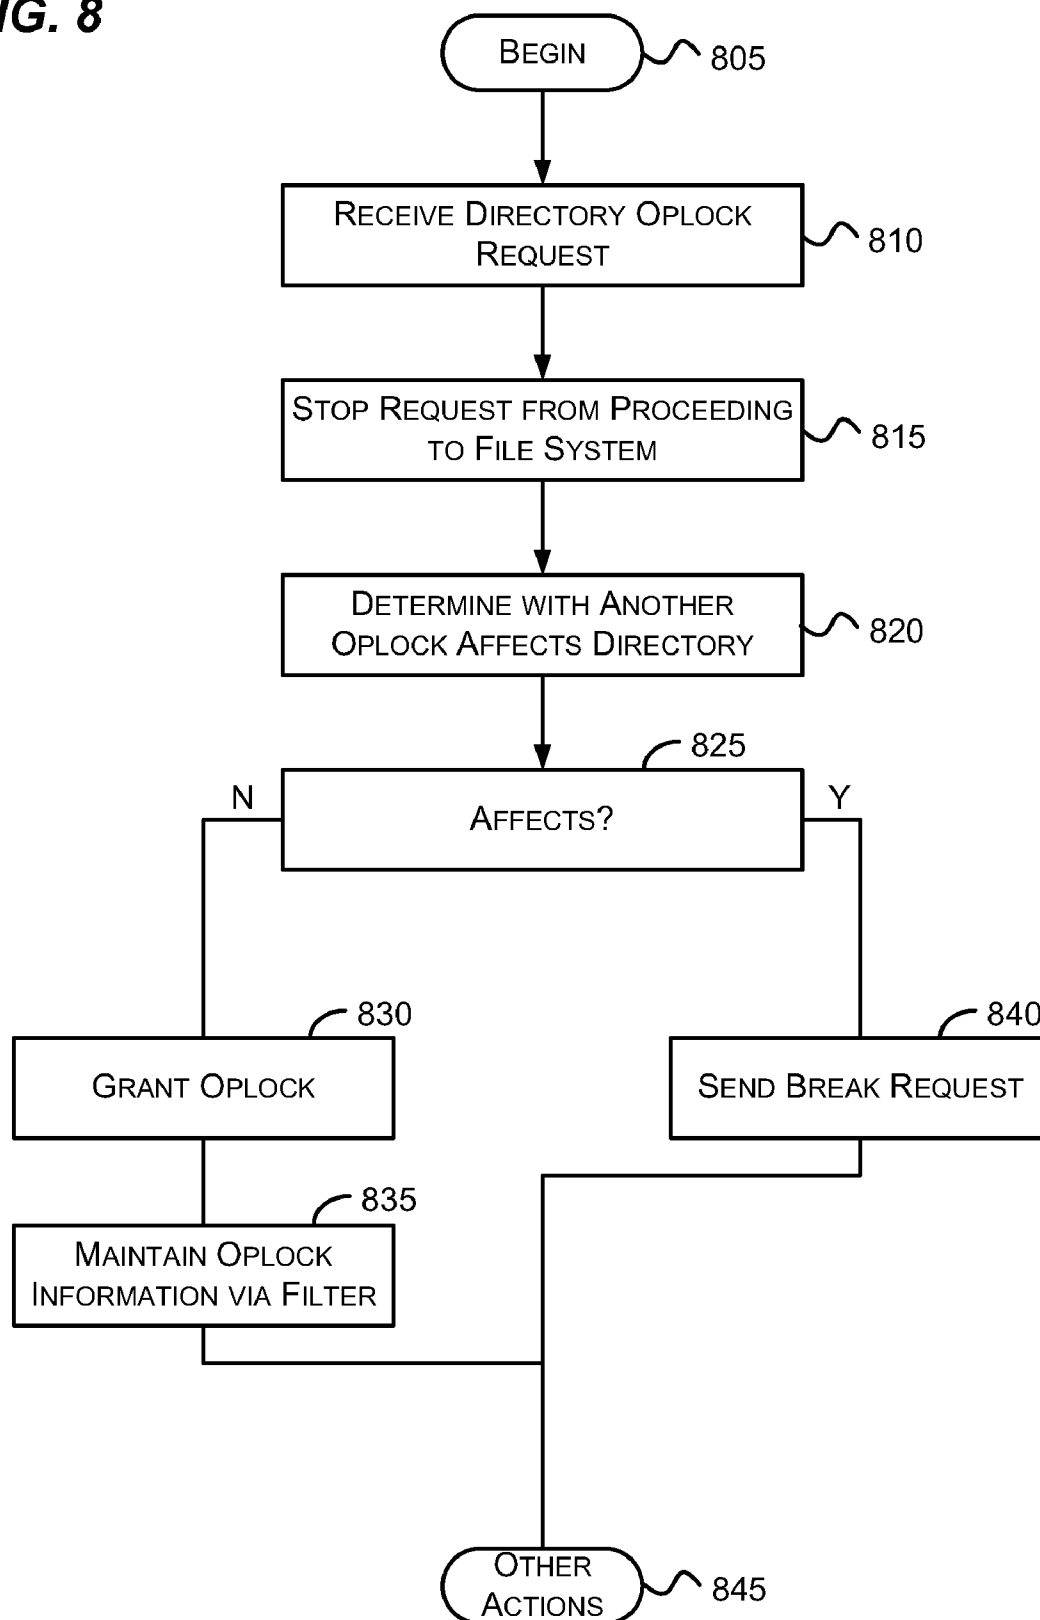 IG. 8
BEGIN
805
RECEIVE DIRECTORY OPLOCK
REQUEST
810
STOP REQUEST FROM PROCEEDING
TO FILE SYSTEM
815
DETERMINE WITH ANOTHER
OPLOCK AFFECTS DIRECTORY
820
825
N
AFFECTS?
Y
830
GRANT OPLOCK
840
SEND BREAK REQUEST
835
MAINTAIN OPLOCK
INFORMATION VIA FILTER
OTHER
ACTIONS
845